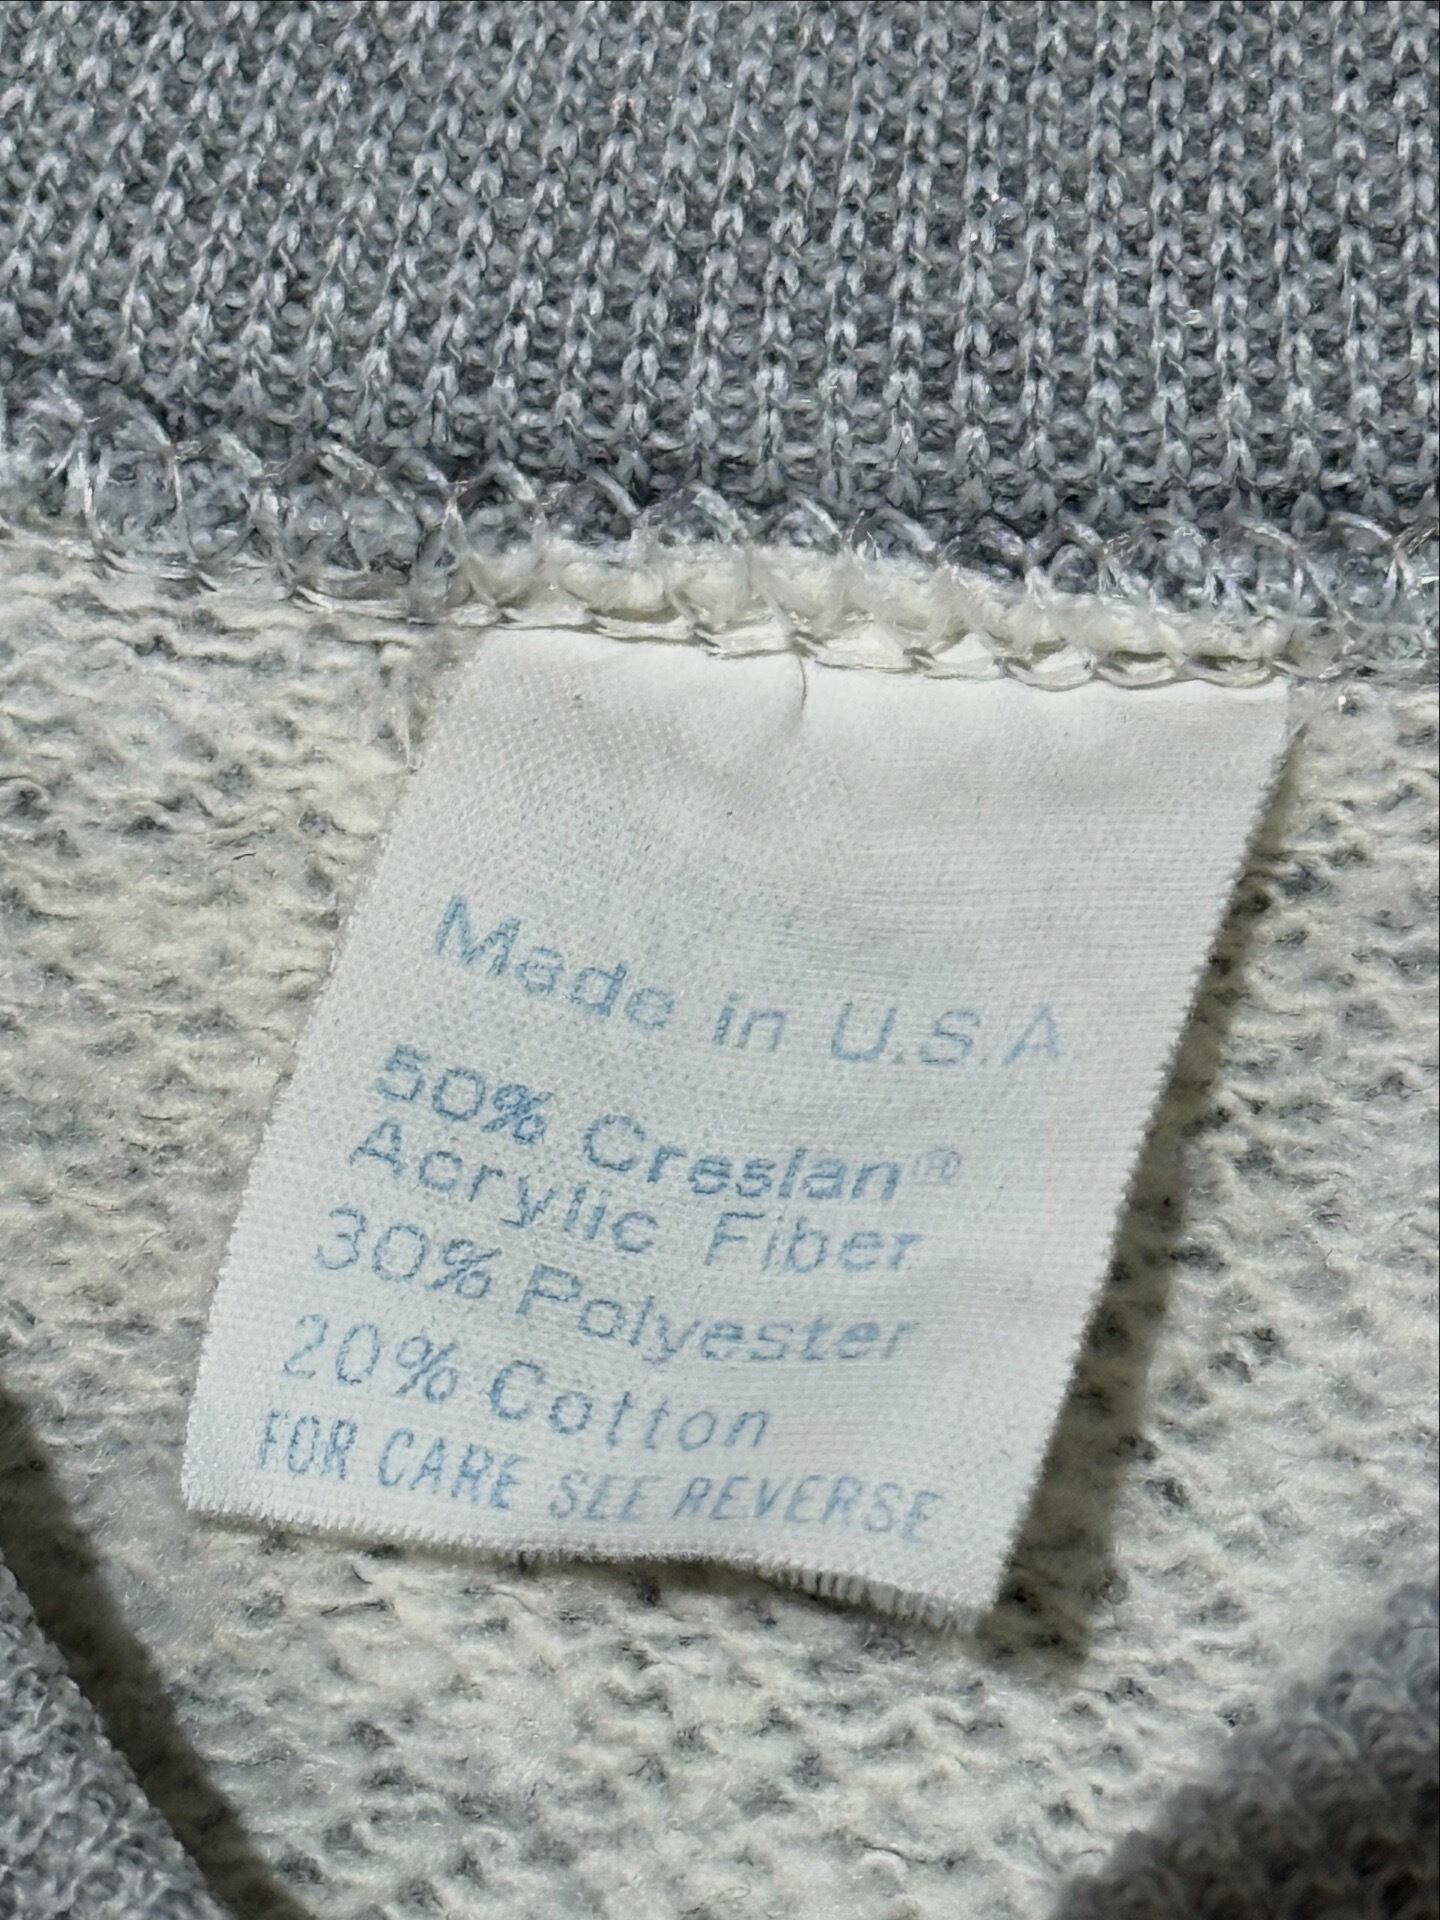 Made in U.S.A.
50% Creslan®
Acrylic Fiber
30% Polyester
20% Cotton
FOR CARE SEE REVERSE